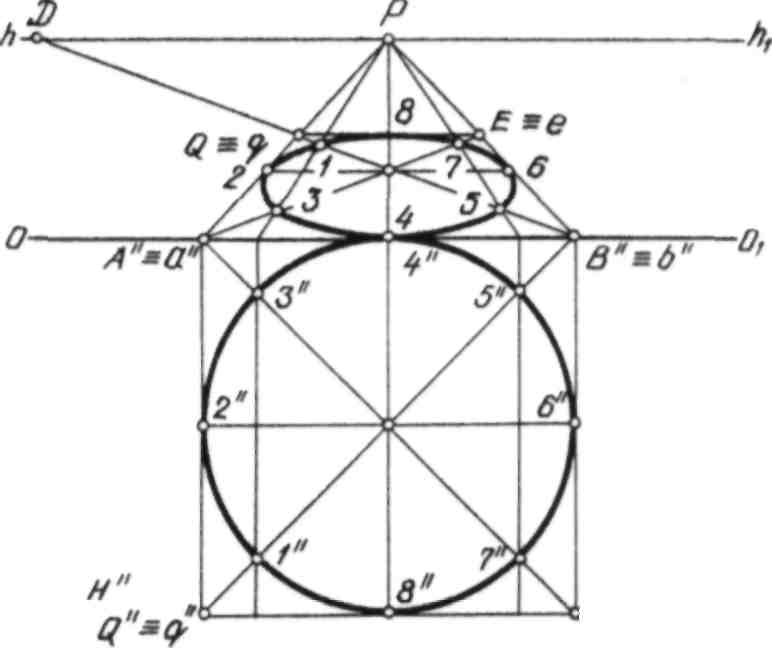 D P
h h₁
8 E ≡ e
Q ≡ q
2 1 7 6
3 5
O 4 O₁
A" ≡ a" 4" B" ≡ b"
3" 5"
2" 6"
1" 7"
H" 8"
Q" ≡ q"